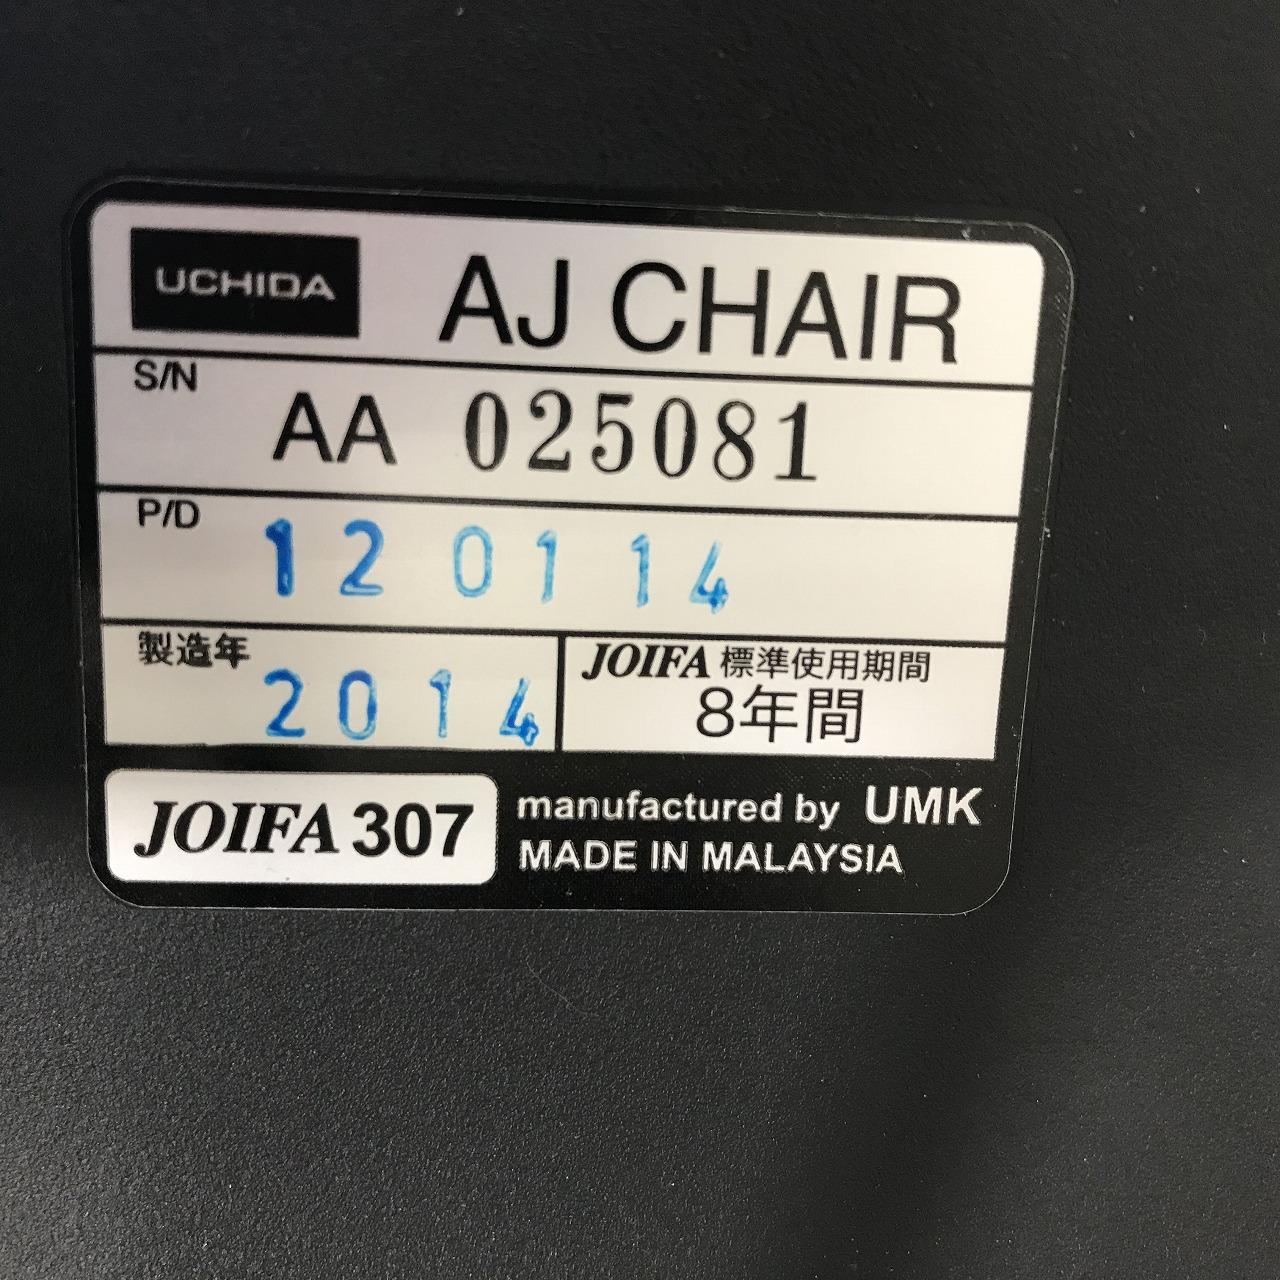 UCHIDA AJ CHAIR
S/N AA 025081
P/D 12 01 14
製造年 2014
JOIFA 標準使用期間
8年間
JOIFA 307
manufactured by UMK
MADE IN MALAYSIA